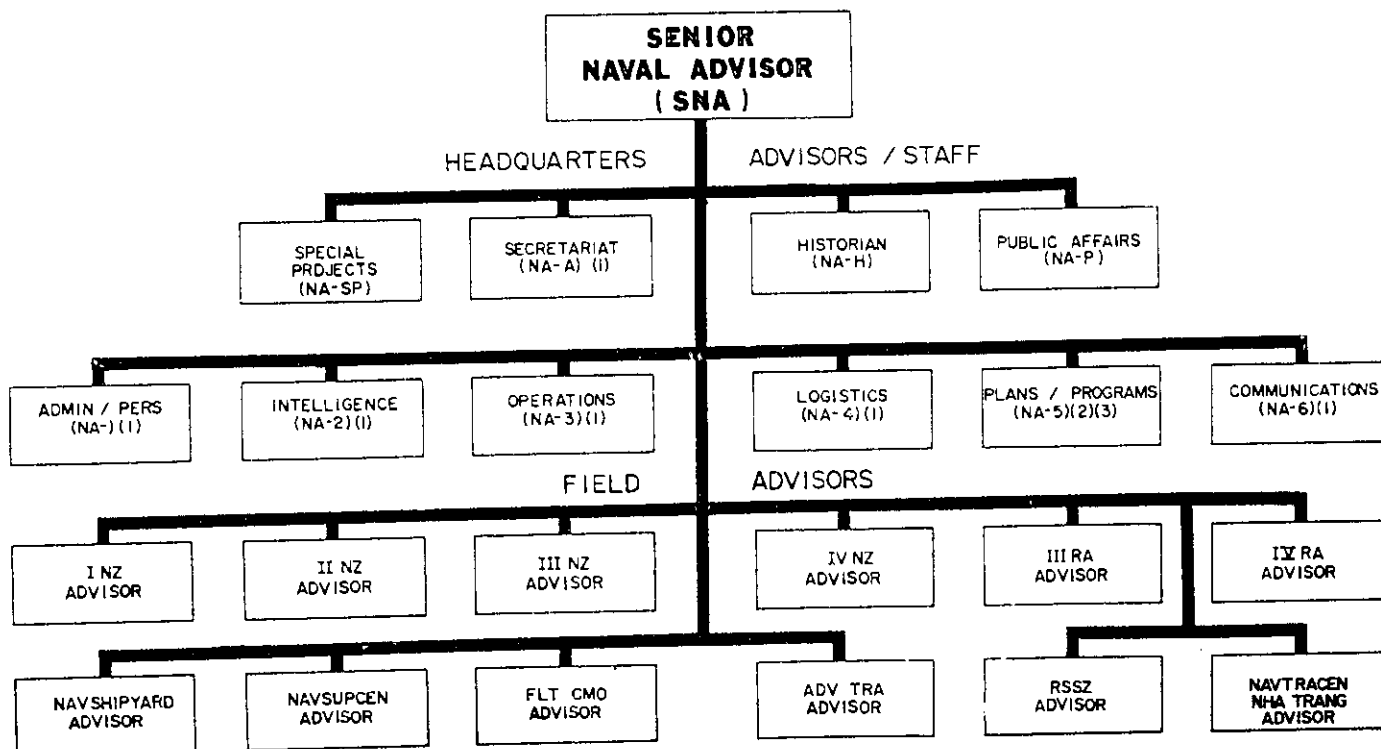 SENIOR
NAVAL ADVISOR
(SNA)
HEADQUARTERS ADVISORS / STAFF
SPECIAL
PROJECTS
(NA-SP)
SECRETARIAT
(NA-A) (1)
HISTORIAN
(NA-H)
PUBLIC AFFAIRS
(NA-P)
ADMIN / PERS
(NA-)(1)
INTELLIGENCE
(NA-2)(1)
OPERATIONS
(NA-3)(1)
LOGISTICS
(NA-4)(1)
PLANS / PROGRAMS
(NA-5)(2)(3)
COMMUNICATIONS
(NA-6)(1)
FIELD ADVISORS
I NZ
ADVISOR
II NZ
ADVISOR
III NZ
ADVISOR
IV NZ
ADVISOR
III RA
ADVISOR
IV RA
ADVISOR
NAVSHIPYARD
ADVISOR
NAVSUPCEN
ADVISOR
FLT CMO
ADVISOR
ADV TRA
ADVISOR
RSSZ
ADVISOR
NAVTRACEN
NHA TRANG
ADVISOR